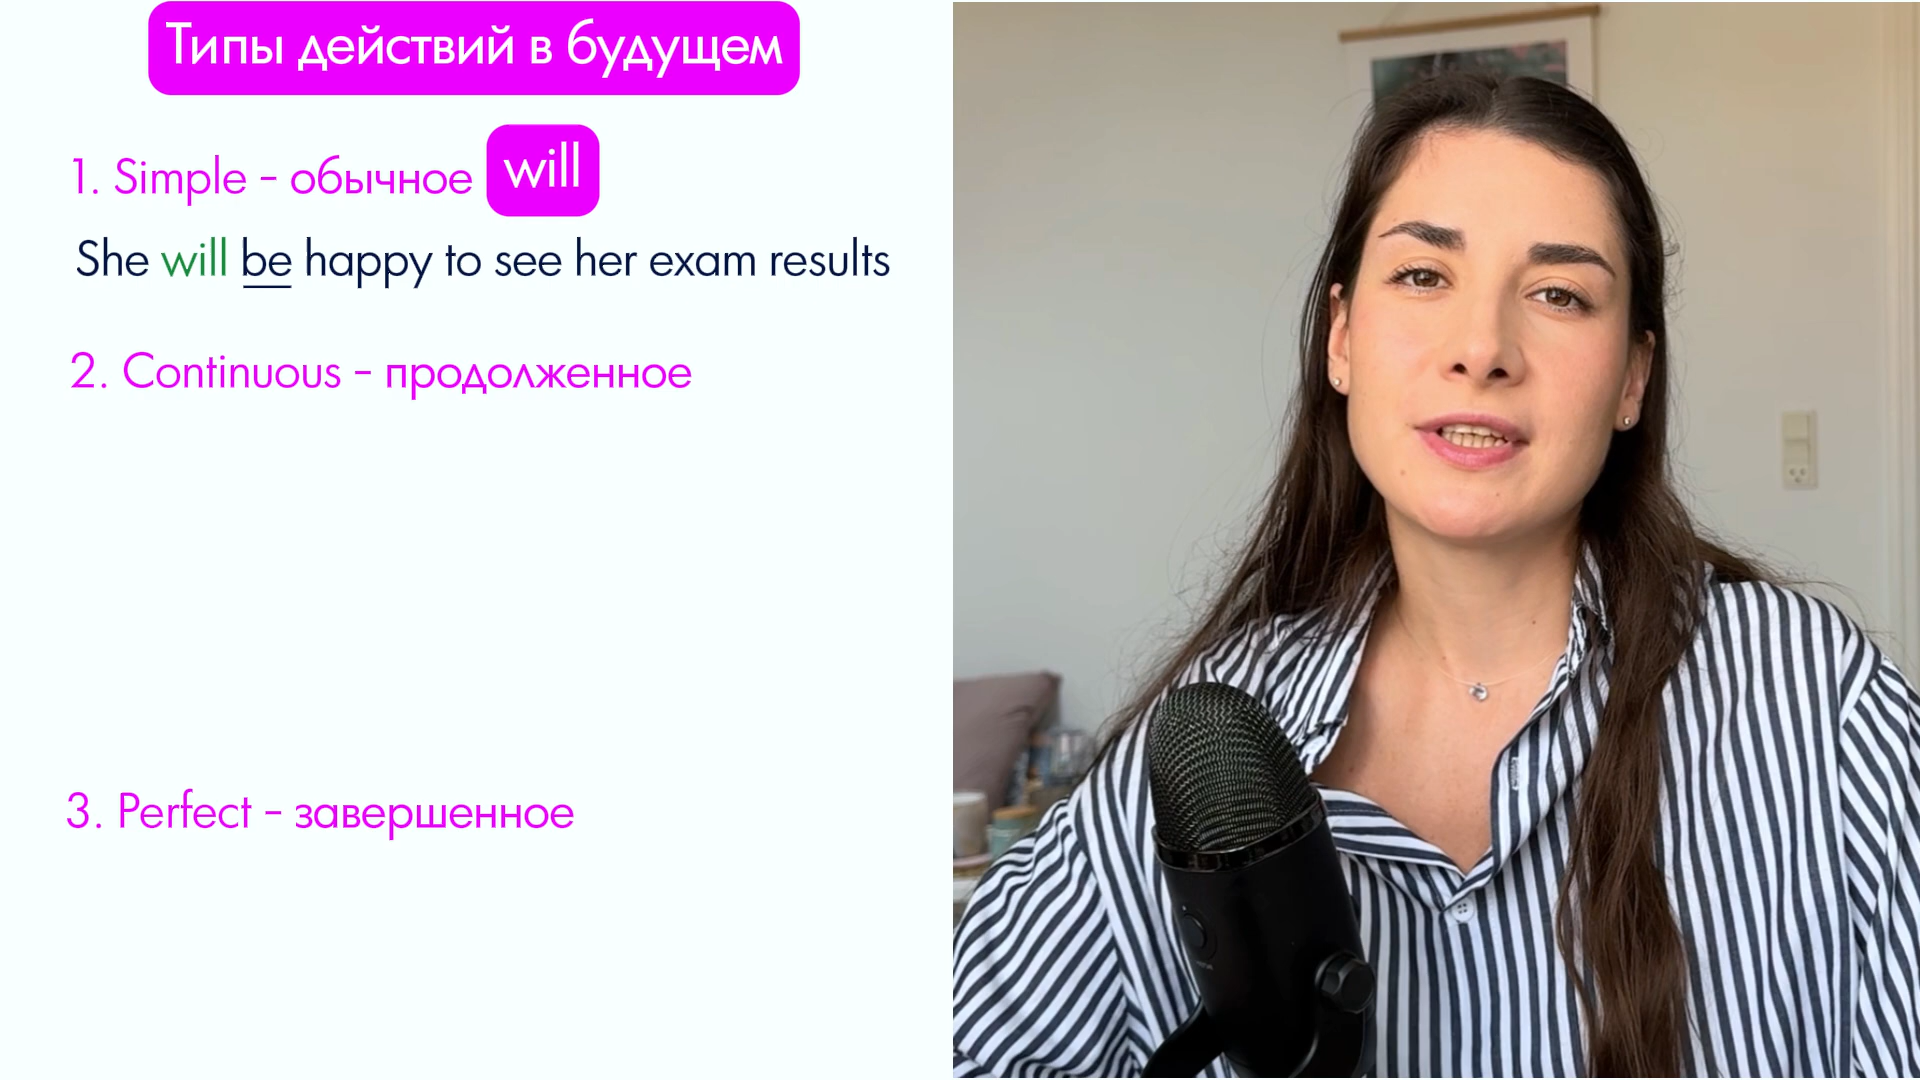 Типы действий в будущем
1. Simple – обычное will
She will be happy to see her exam results
2. Continuous – продолженное
3. Perfect – завершенное